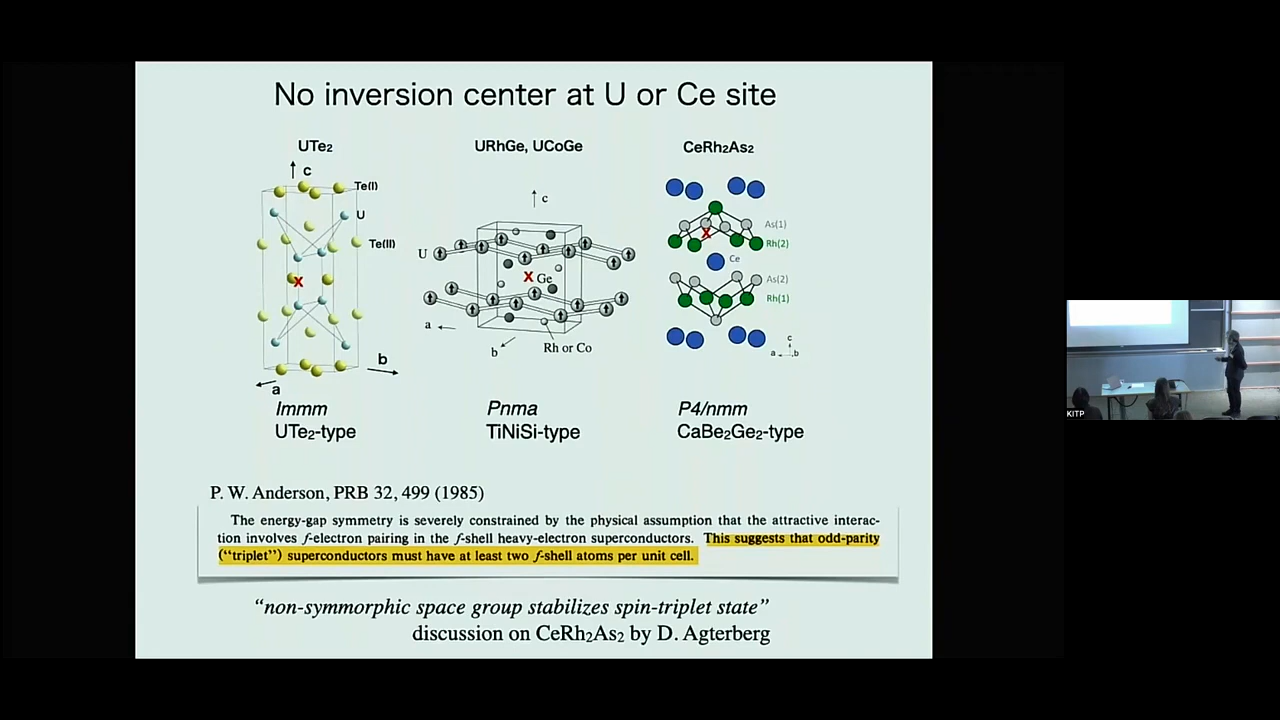 No inversion center at U or Ce site
UTe₂
URhGe, UCoGe
CeRh₂As₂
c
Te(I)
U
Te(II)
X
b
a
c
U
X Ge
a
b
Rh or Co
As(1)
X
Rh(2)
Ce
As(2)
Rh(1)
c
a b
Immm
UTe₂-type
Pnma
TiNiSi-type
P4/nmm
CaBe₂Ge₂-type
P. W. Anderson, PRB 32, 499 (1985)
The energy-gap symmetry is severely constrained by the physical assumption that the attractive interac-
tion involves f-electron pairing in the f-shell heavy-electron superconductors. This suggests that odd-parity
(“triplet”) superconductors must have at least two f-shell atoms per unit cell.
“non-symmorphic space group stabilizes spin-triplet state”
discussion on CeRh₂As₂ by D. Agterberg
KITP